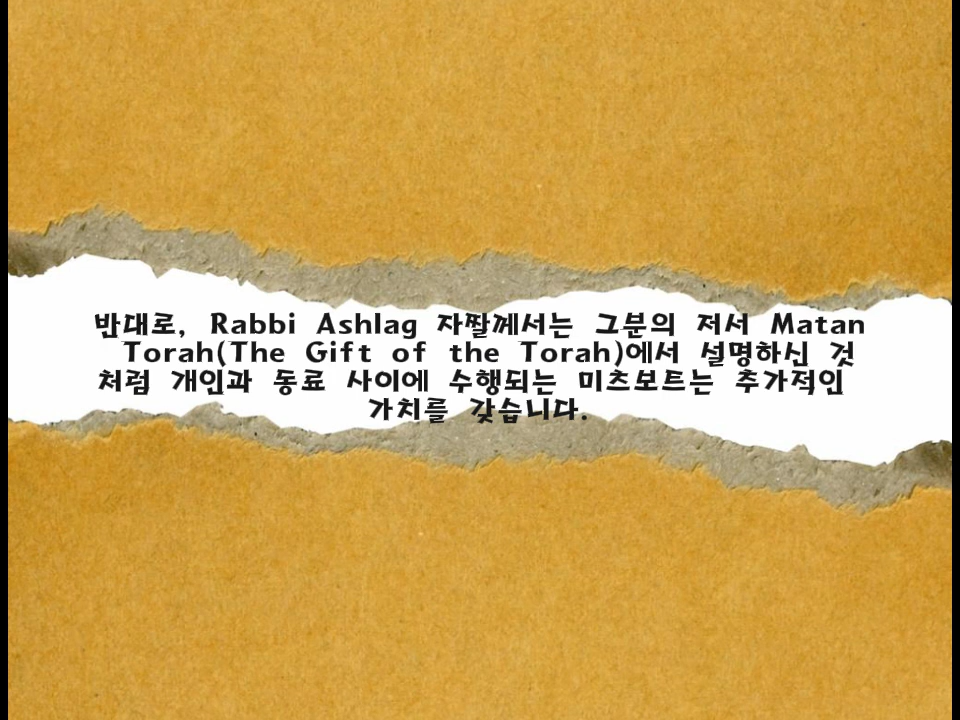 반대로, Rabbi Ashlag 자짤께서는 그분의 저서 Matan
Torah(The Gift of the Torah)에서 설명하신 것
처럼 개인과 동료 사이에 수행되는 미츠보트는 추가적인
가치를 갖습니다.